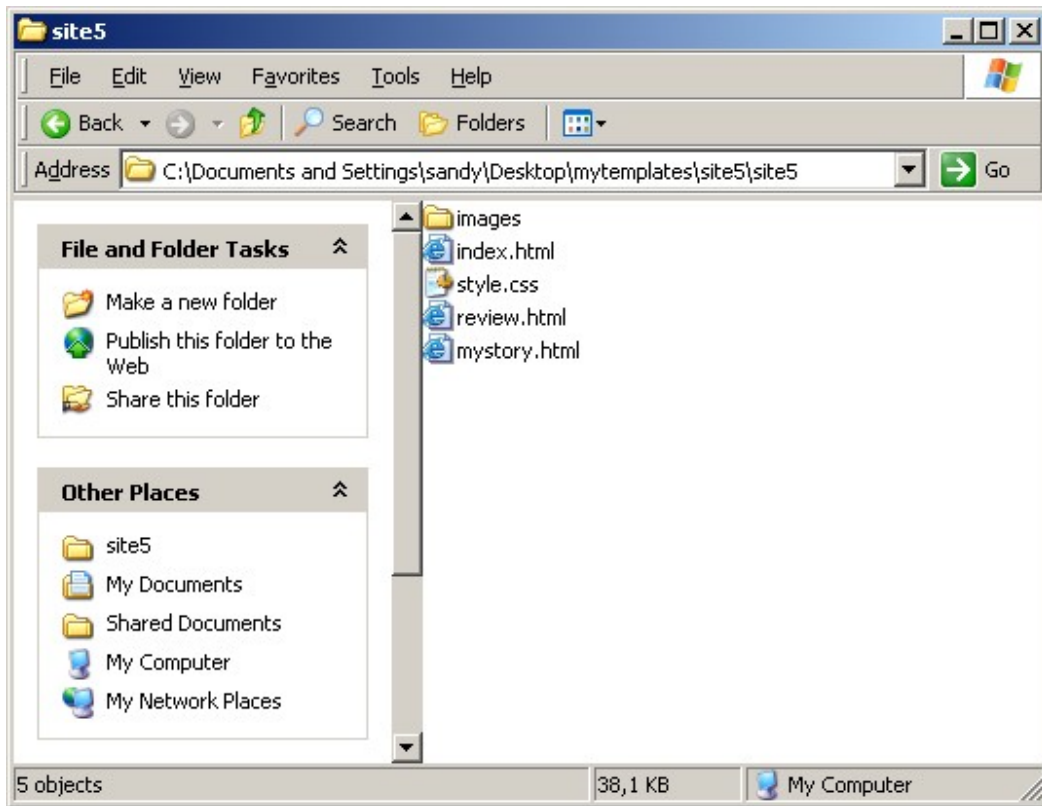 site5
File Edit View Favorites Tools Help
Back Search Folders
Address C:\Documents and Settings\sandy\Desktop\mytemplates\site5\site5 Go
File and Folder Tasks
Make a new folder
Publish this folder to the
Web
Share this folder
Other Places
site5
My Documents
Shared Documents
My Computer
My Network Places
images
index.html
style.css
review.html
mystory.html
5 objects 38,1 KB My Computer